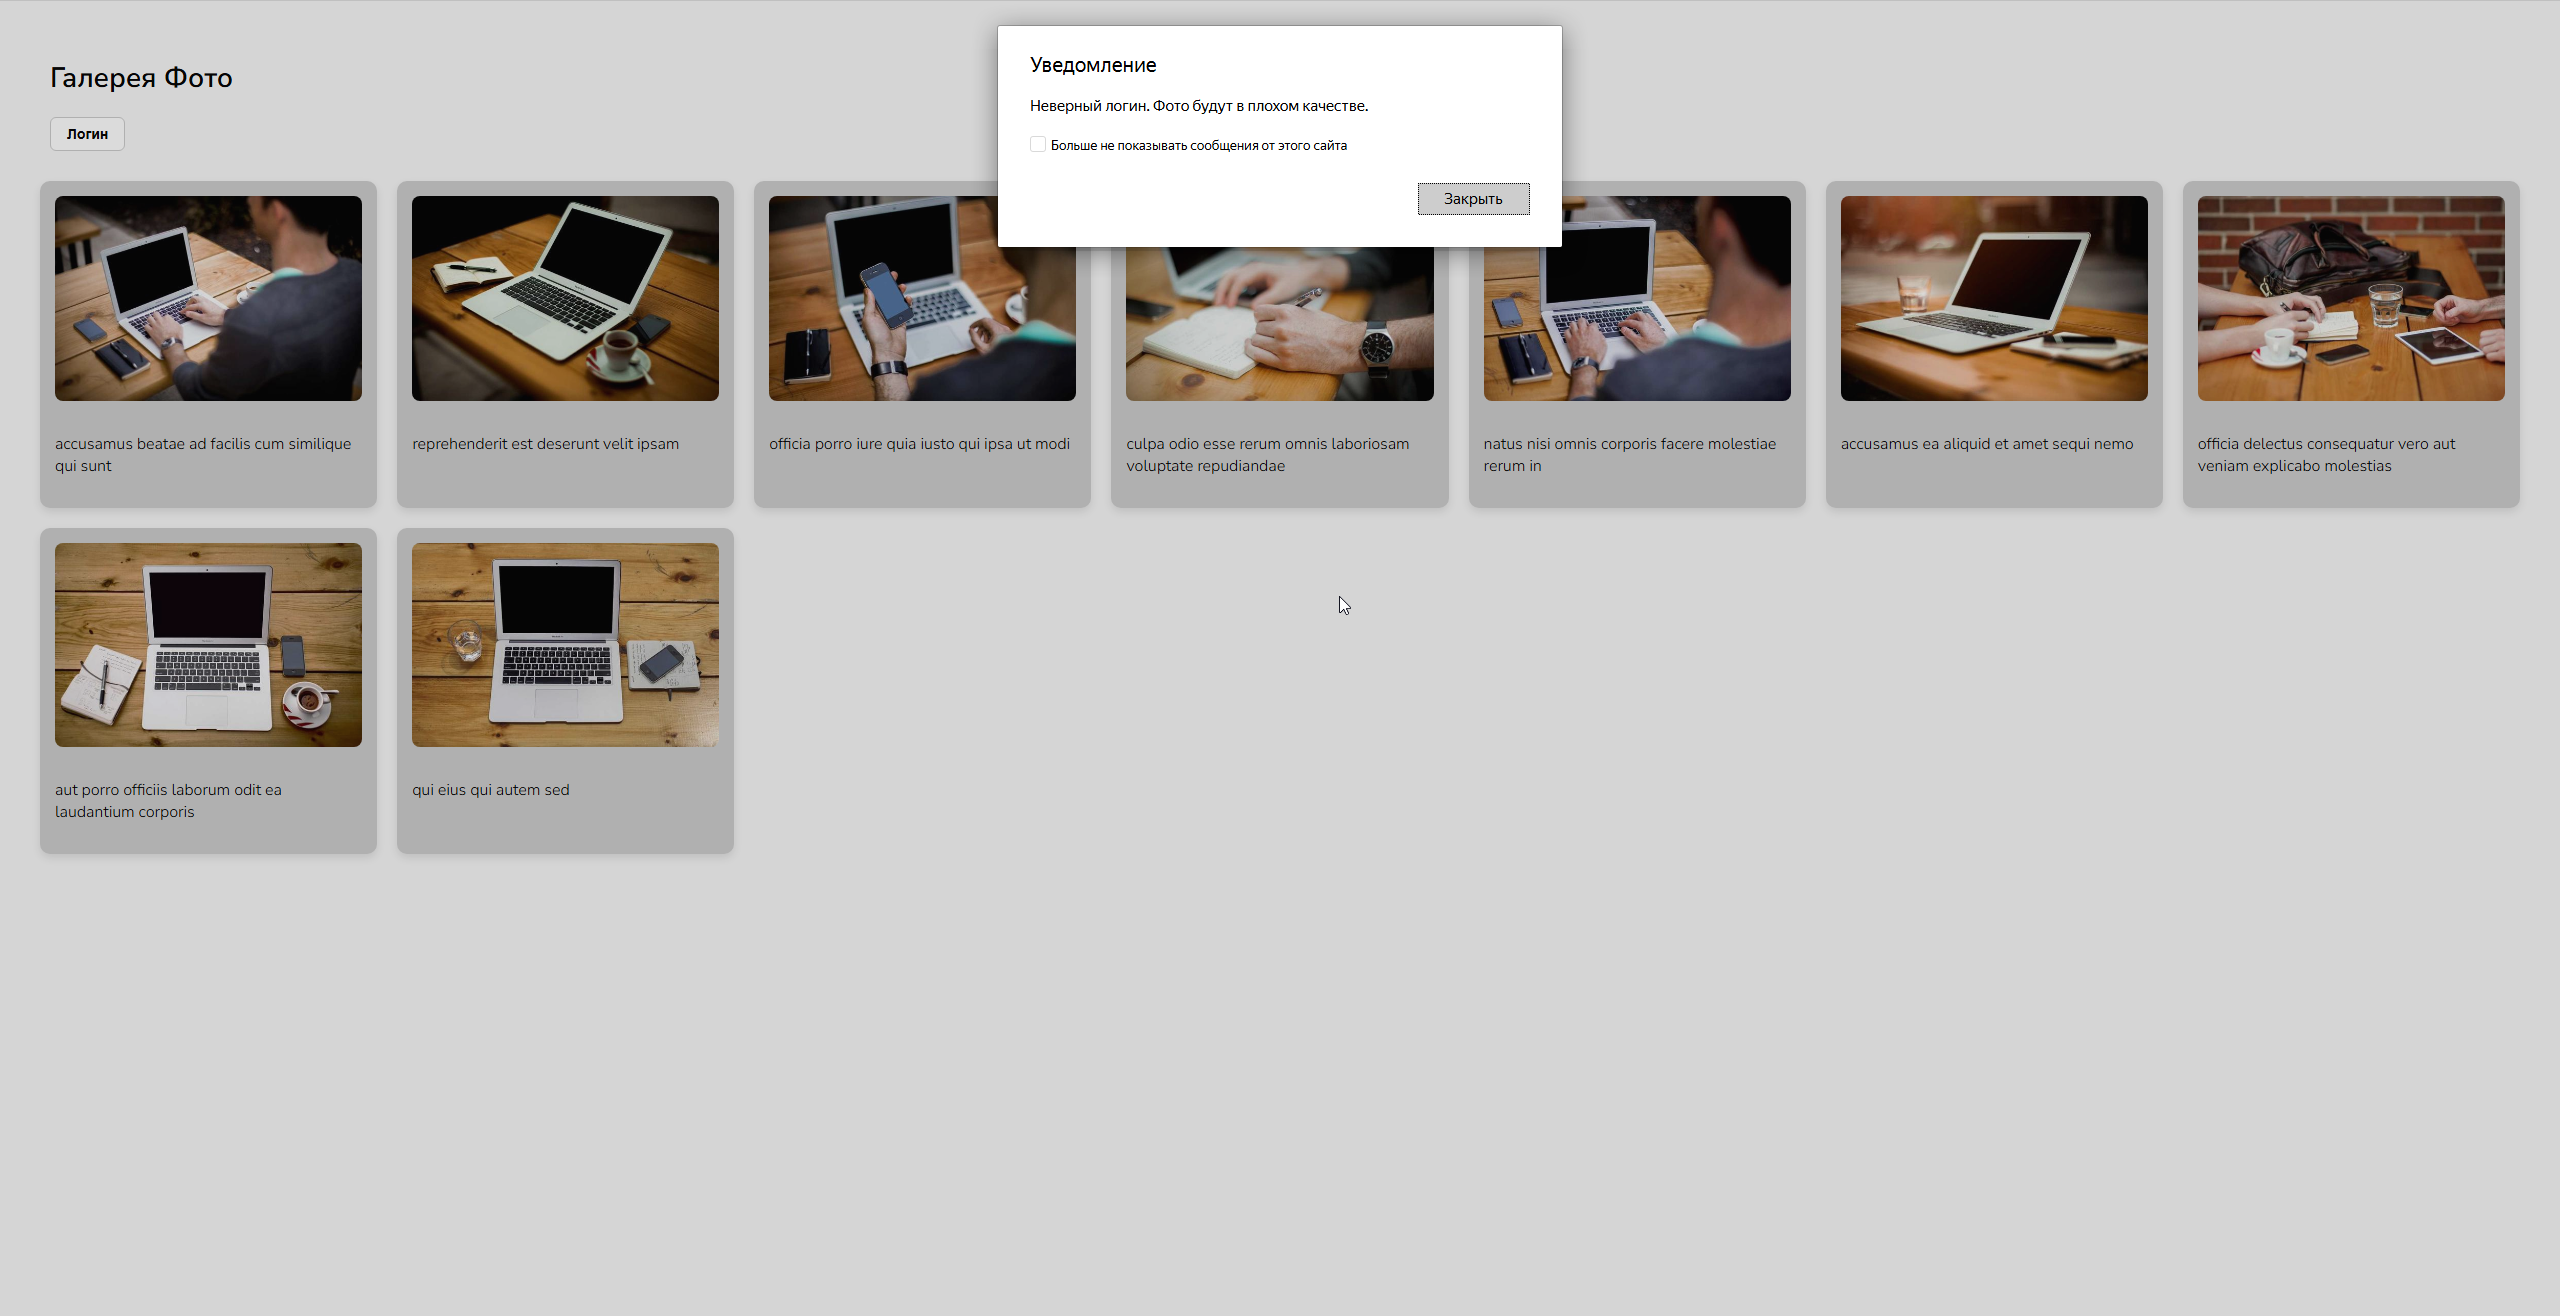 Галерея Фото
Логин
Уведомление
Неверный логин. Фото будут в плохом качестве.
Больше не показывать сообщения от этого сайта
Закрыть
accusamus beatae ad facilis cum similique
qui sunt
reprehenderit est deserunt velit ipsam
officia porro iure quia iusto qui ipsa ut modi
culpa odio esse rerum omnis laboriosam
voluptate repudiandae
natus nisi omnis corporis facere molestiae
rerum in
accusamus ea aliquid et amet sequi nemo
officia delectus consequatur vero aut
veniam explicabo molestias
aut porro officiis laborum odit ea
laudantium corporis
qui eius qui autem sed